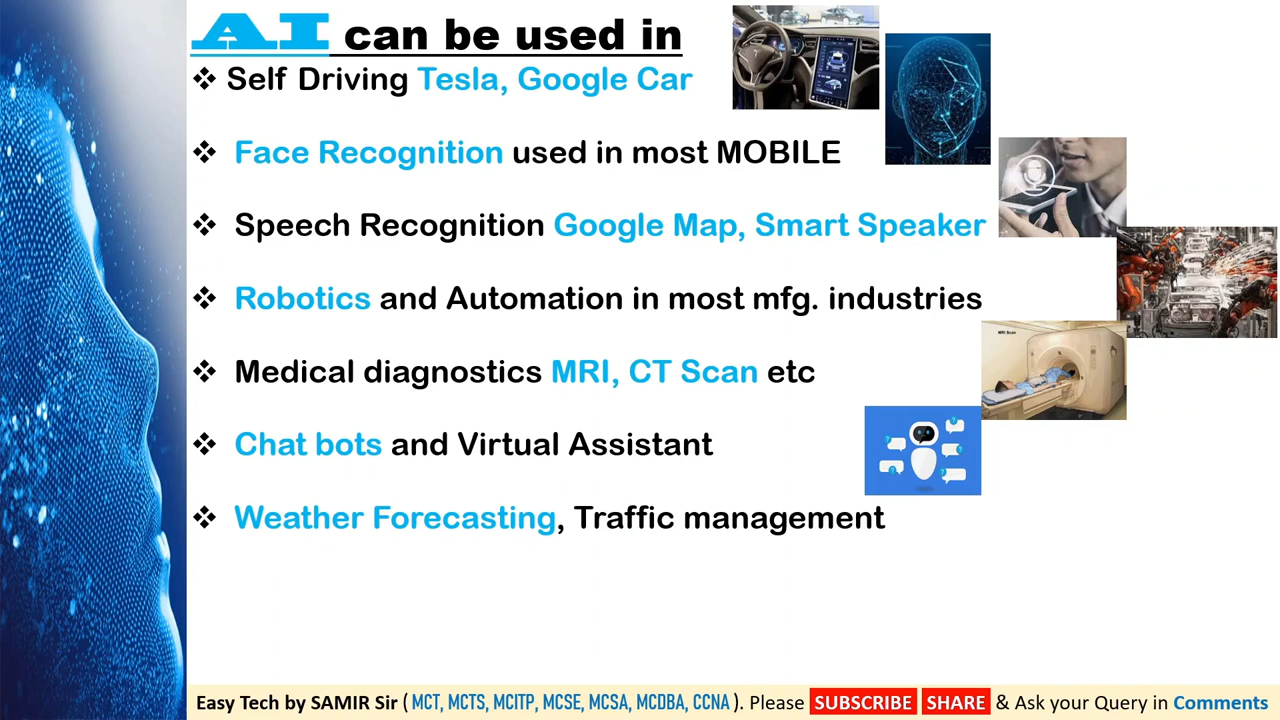 AI can be used in
❖ Self Driving Tesla, Google Car
❖ Face Recognition used in most MOBILE
❖ Speech Recognition Google Map, Smart Speaker
❖ Robotics and Automation in most mfg. industries
MRI Scan
❖ Medical diagnostics MRI, CT Scan etc
❖ Chat bots and Virtual Assistant
❖ Weather Forecasting, Traffic management
Easy Tech by SAMIR Sir ( MCT, MCTS, MCITP, MCSE, MCSA, MCDBA, CCNA ). Please SUBSCRIBE SHARE & Ask your Query in Comments